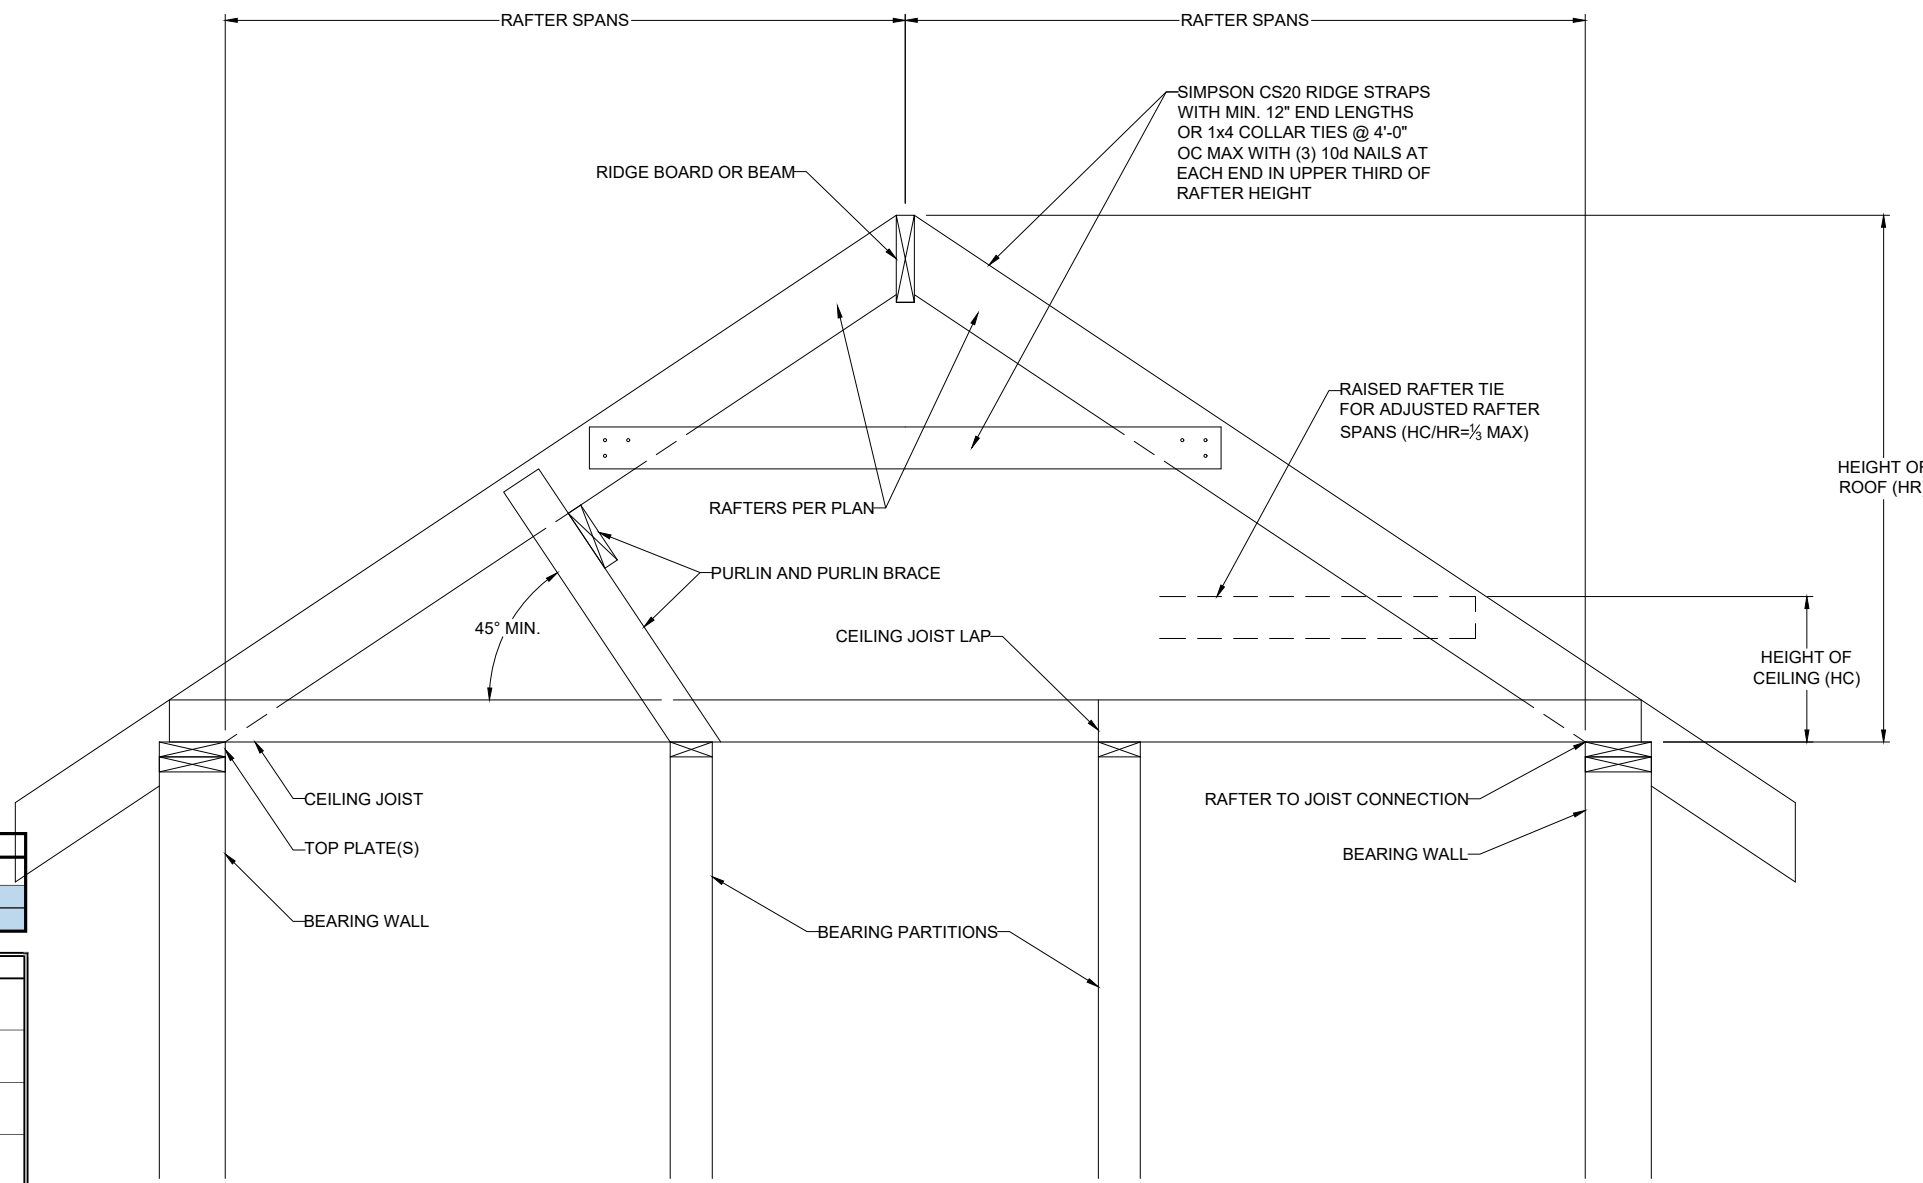 RAFTER SPANS
RAFTER SPANS
SIMPSON CS20 RIDGE STRAPS
WITH MIN. 12" END LENGTHS
OR 1x4 COLLAR TIES @ 4'-0"
OC MAX WITH (3) 10d NAILS AT
EACH END IN UPPER THIRD OF
RAFTER HEIGHT
RIDGE BOARD OR BEAM
RAISED RAFTER TIE
FOR ADJUSTED RAFTER
SPANS (HC/HR=⅓ MAX)
HEIGHT OF
ROOF (HR
RAFTERS PER PLAN
PURLIN AND PURLIN BRACE
45° MIN.
CEILING JOIST LAP
HEIGHT OF
CEILING (HC)
CEILING JOIST
RAFTER TO JOIST CONNECTION
TOP PLATE(S)
BEARING WALL
BEARING WALL
BEARING PARTITIONS